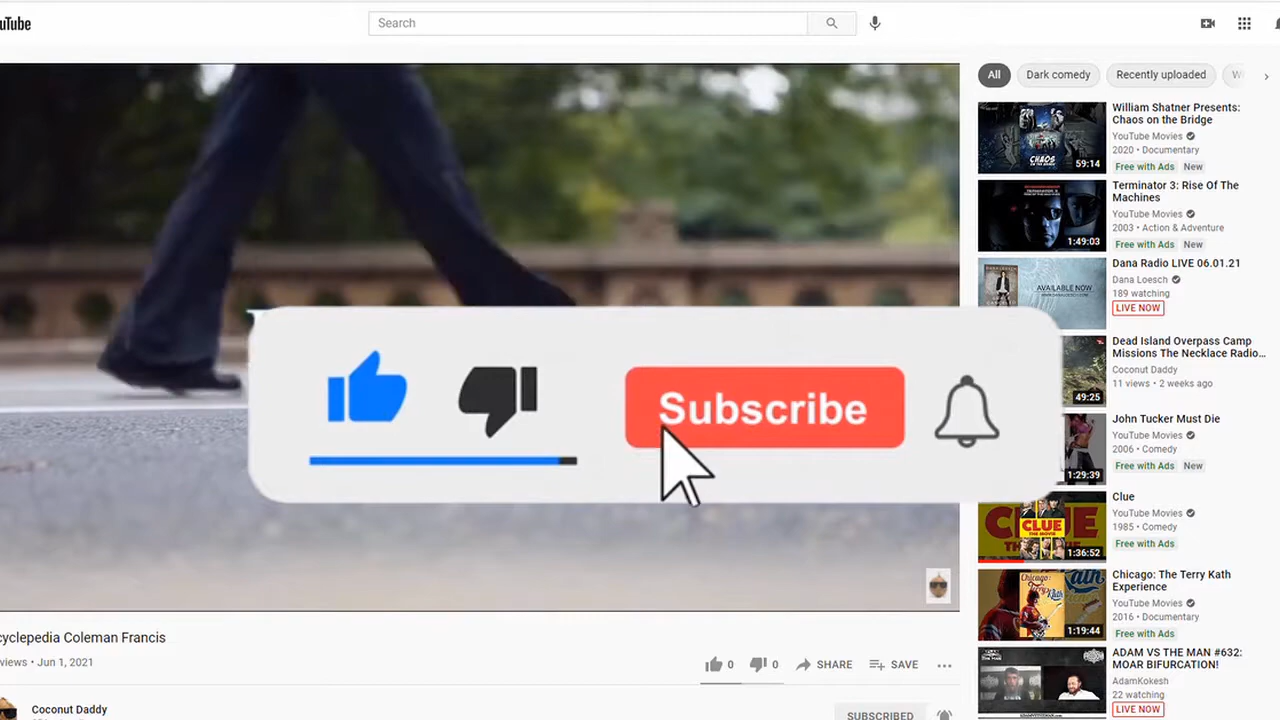 uTube
Search
All
Dark comedy
Recently uploaded
William Shatner Presents:
Chaos on the Bridge
YouTube Movies
2020 • Documentary
Free with Ads New
CHAOS
59:14
Terminator 3: Rise Of The
Machines
YouTube Movies
2003 • Action & Adventure
Free with Ads New
1:49:03
Dana Radio LIVE 06.01.21
Dana Loesch
189 watching
LIVE NOW
AVAILABLE NOW
Dead Island Overpass Camp
Missions The Necklace Radio...
Coconut Daddy
11 views • 2 weeks ago
49:25
Subscribe
John Tucker Must Die
YouTube Movies
2006 • Comedy
Free with Ads New
1:29:39
Clue
YouTube Movies
1985 • Comedy
Free with Ads
CLUE
THE MOVIE
1:36:52
Chicago: The Terry Kath
Experience
YouTube Movies
2016 • Documentary
Free with Ads
1:19:44
ADAM VS THE MAN #632:
MOAR BIFURCATION!
AdamKokesh
22 watching
LIVE NOW
cyclepedia Coleman Francis
views • Jun 1, 2021
0
0
SHARE
SAVE
Coconut Daddy
SUBSCRIBED